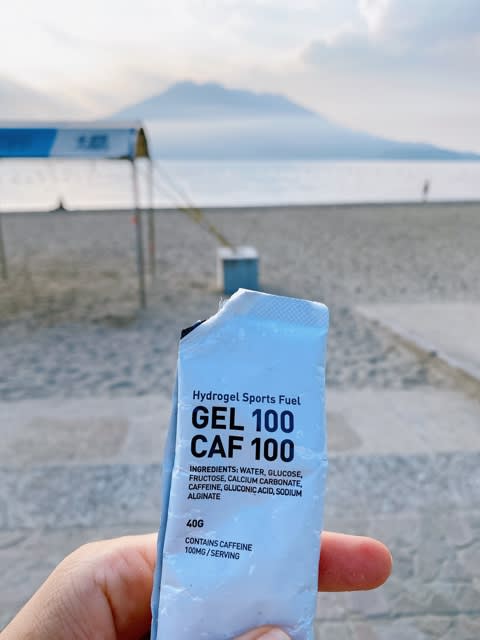 Hydrogel Sports Fuel
GEL 100
CAF 100
INGREDIENTS: WATER, GLUCOSE,
FRUCTOSE, CALCIUM CARBONATE,
CAFFEINE, GLUCONIC ACID, SODIUM
ALGINATE
40G
CONTAINS CAFFEINE
100MG/SERVING